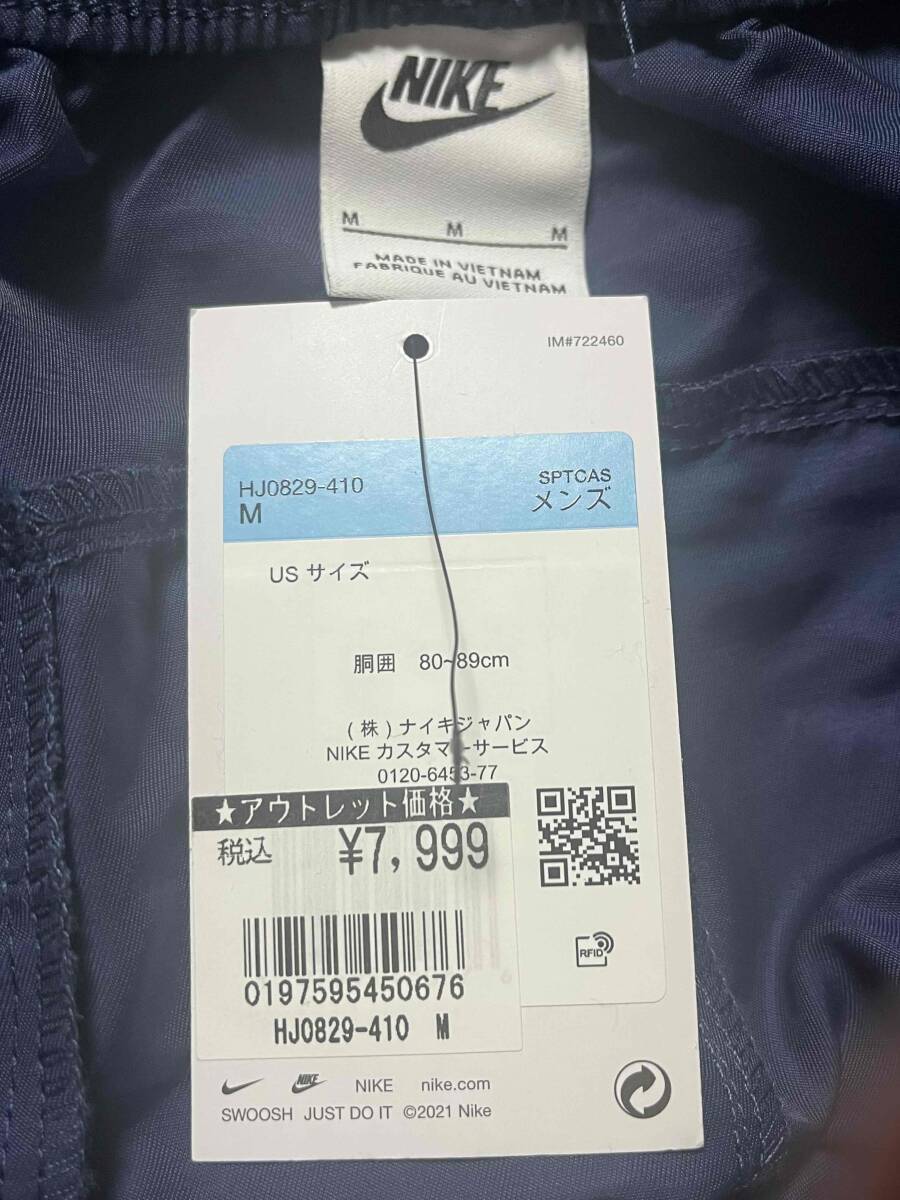 NIKE
M M M
MADE IN VIETNAM
FABRIQUE AU VIETNAM
IM#722460
HJ0829-410 SPTCAS
M メンズ
US サイズ
胴囲 80~89cm
(株)ナイキジャパン
NIKE カスタマーサービス
0120-6453-77
★アウトレット価格★
税込 ¥7,999
RFID
0197595450676
HJ0829-410 M
NIKE NIKE nike.com
SWOOSH JUST DO IT ©2021 Nike